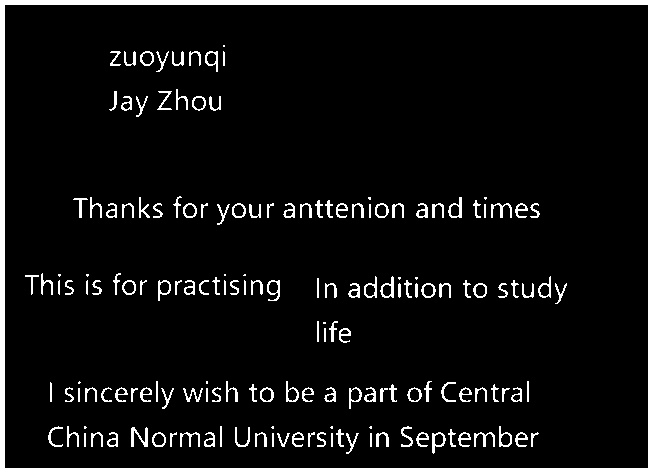 zuoyunqi
Jay Zhou
Thanks for your anttenion and times
This is for practising
In addition to study
life
I sincerely wish to be a part of Central
China Normal University in September